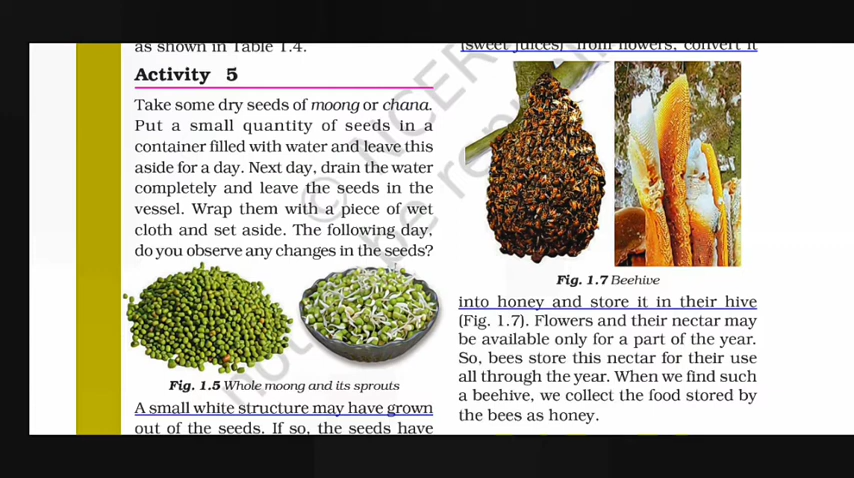 as shown in Table 1.4.
Activity 5
Take some dry seeds of moong or chana.
Put a small quantity of seeds in a
container filled with water and leave this
aside for a day. Next day, drain the water
completely and leave the seeds in the
vessel. Wrap them with a piece of wet
cloth and set aside. The following day,
do you observe any changes in the seeds?
Fig. 1.5 Whole moong and its sprouts
A small white structure may have grown
out of the seeds. If so, the seeds have
(sweet juices) from flowers, convert it
Fig. 1.7 Beehive
into honey and store it in their hive
(Fig. 1.7). Flowers and their nectar may
be available only for a part of the year.
So, bees store this nectar for their use
all through the year. When we find such
a beehive, we collect the food stored by
the bees as honey.
© NCER
not be repu